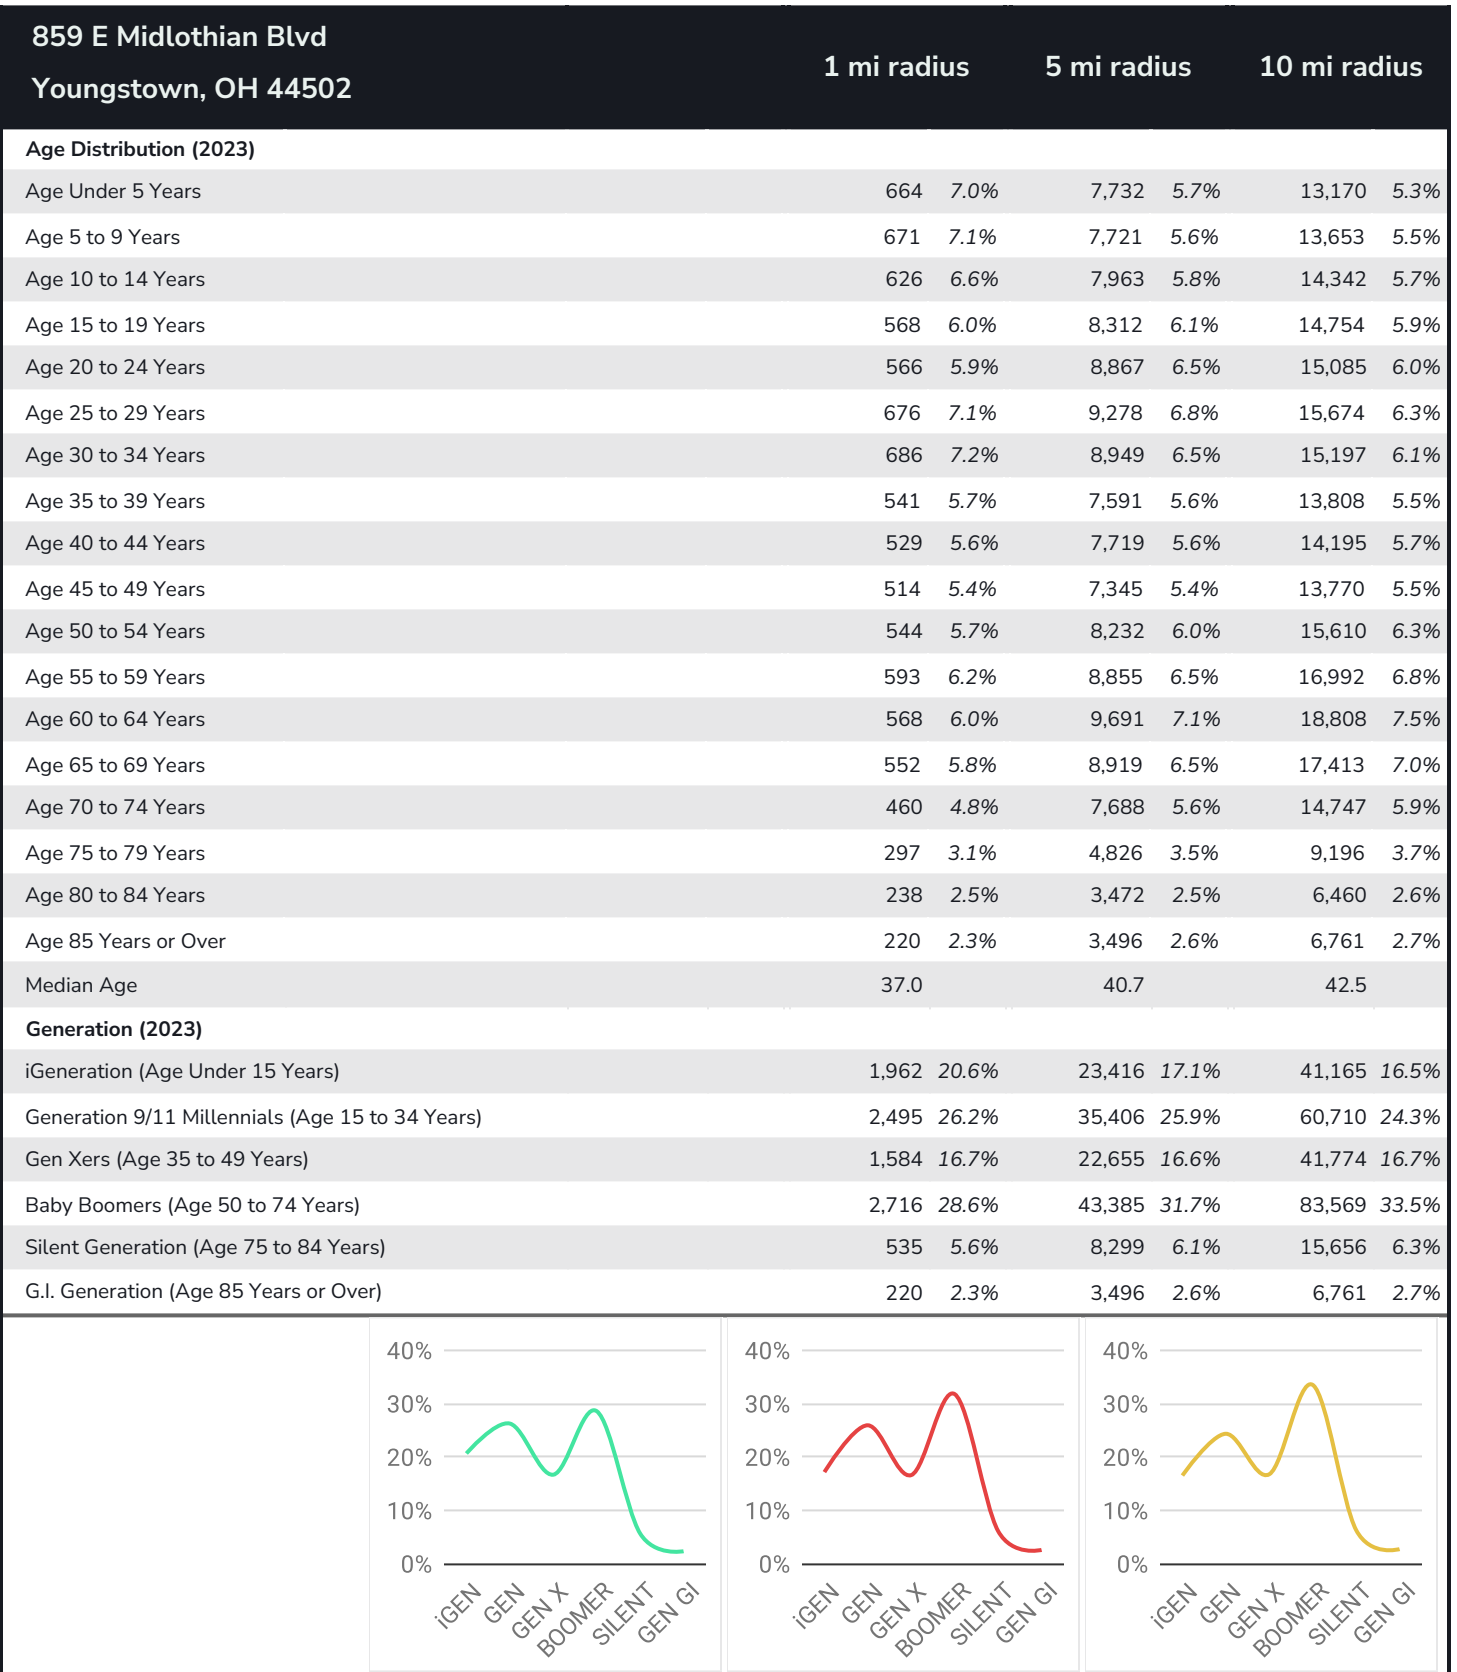 859 E Midlothian Blvd
Youngstown, OH 44502
1 mi radius 5 mi radius 10 mi radius
Age Distribution (2023)
Age Under 5 Years 664 7.0% 7,732 5.7% 13,170 5.3%
Age 5 to 9 Years 671 7.1% 7,721 5.6% 13,653 5.5%
Age 10 to 14 Years 626 6.6% 7,963 5.8% 14,342 5.7%
Age 15 to 19 Years 568 6.0% 8,312 6.1% 14,754 5.9%
Age 20 to 24 Years 566 5.9% 8,867 6.5% 15,085 6.0%
Age 25 to 29 Years 676 7.1% 9,278 6.8% 15,674 6.3%
Age 30 to 34 Years 686 7.2% 8,949 6.5% 15,197 6.1%
Age 35 to 39 Years 541 5.7% 7,591 5.6% 13,808 5.5%
Age 40 to 44 Years 529 5.6% 7,719 5.6% 14,195 5.7%
Age 45 to 49 Years 514 5.4% 7,345 5.4% 13,770 5.5%
Age 50 to 54 Years 544 5.7% 8,232 6.0% 15,610 6.3%
Age 55 to 59 Years 593 6.2% 8,855 6.5% 16,992 6.8%
Age 60 to 64 Years 568 6.0% 9,691 7.1% 18,808 7.5%
Age 65 to 69 Years 552 5.8% 8,919 6.5% 17,413 7.0%
Age 70 to 74 Years 460 4.8% 7,688 5.6% 14,747 5.9%
Age 75 to 79 Years 297 3.1% 4,826 3.5% 9,196 3.7%
Age 80 to 84 Years 238 2.5% 3,472 2.5% 6,460 2.6%
Age 85 Years or Over 220 2.3% 3,496 2.6% 6,761 2.7%
Median Age 37.0 40.7 42.5
Generation (2023)
iGeneration (Age Under 15 Years) 1,962 20.6% 23,416 17.1% 41,165 16.5%
Generation 9/11 Millennials (Age 15 to 34 Years) 2,495 26.2% 35,406 25.9% 60,710 24.3%
Gen Xers (Age 35 to 49 Years) 1,584 16.7% 22,655 16.6% 41,774 16.7%
Baby Boomers (Age 50 to 74 Years) 2,716 28.6% 43,385 31.7% 83,569 33.5%
Silent Generation (Age 75 to 84 Years) 535 5.6% 8,299 6.1% 15,656 6.3%
G.I. Generation (Age 85 Years or Over) 220 2.3% 3,496 2.6% 6,761 2.7%
40% 40% 40%
30% 30% 30%
20% 20% 20%
10% 10% 10%
0% 0% 0%
iGEN GEN GEN X BOOMER SILENT GEN GI iGEN GEN GEN X BOOMER SILENT GEN GI iGEN GEN GEN X BOOMER SILENT GEN GI